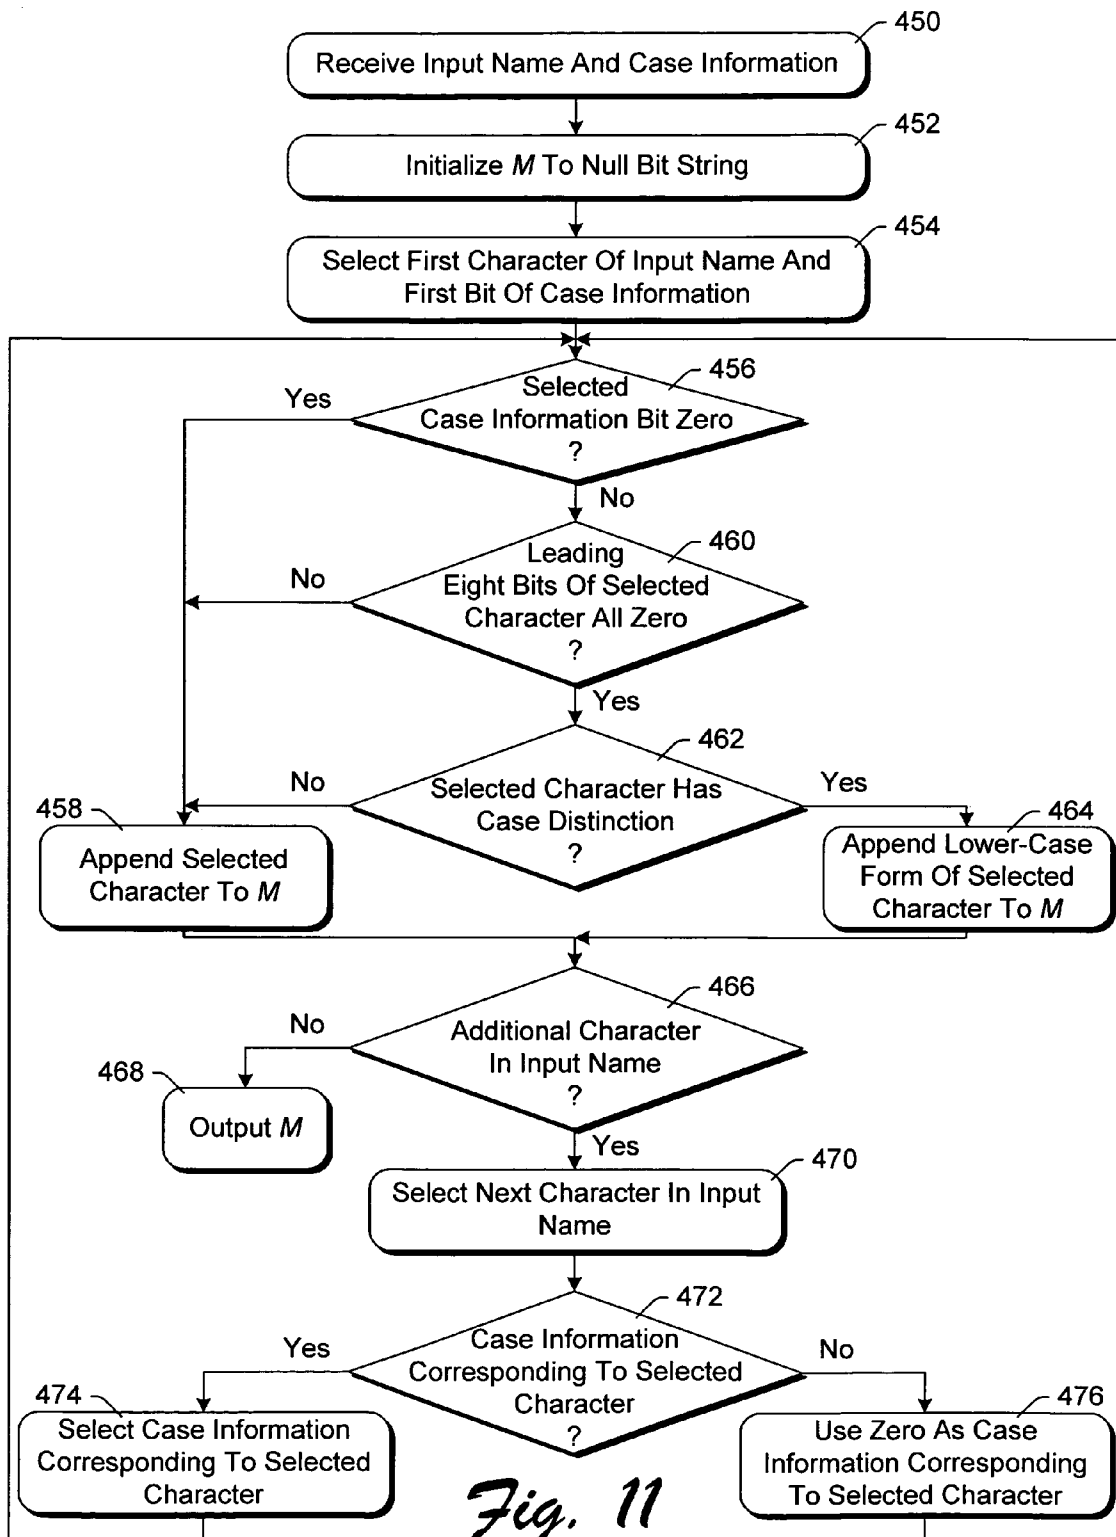 450
Receive Input Name And Case Information
452
Initialize M To Null Bit String
454
Select First Character Of Input Name And
First Bit Of Case Information
456
Yes
Selected
Case Information Bit Zero
?
No
460
No
Leading
Eight Bits Of Selected
Character All Zero
?
Yes
462
No
Selected Character Has
Case Distinction
?
Yes
458
Append Selected
Character To M
464
Append Lower-Case
Form Of Selected
Character To M
466
No
Additional Character
In Input Name
?
468
Output M
Yes
470
Select Next Character In Input
Name
472
Yes
Case Information
Corresponding To Selected
Character
?
No
474
Select Case Information
Corresponding To Selected
Character
476
Use Zero As Case
Information Corresponding
To Selected Character
Fig. 11